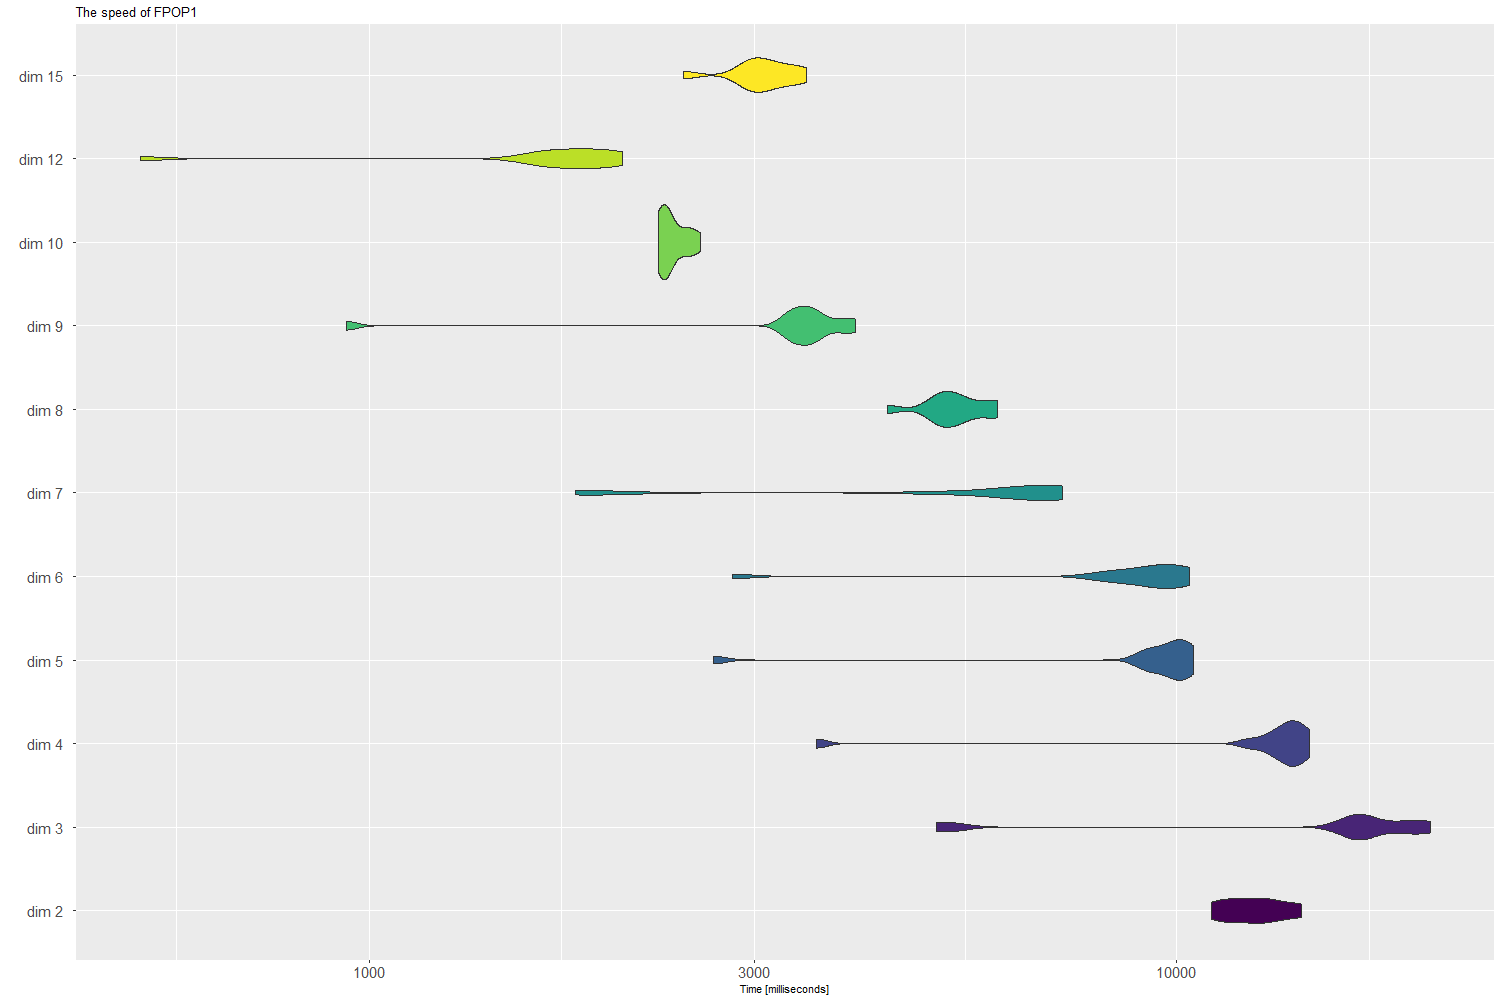 The speed of FPOP1
dim 15
dim 12
dim 10
dim 9
dim 8
dim 7
dim 6
dim 5
dim 4
dim 3
dim 2
1000 3000 10000
Time [milliseconds]